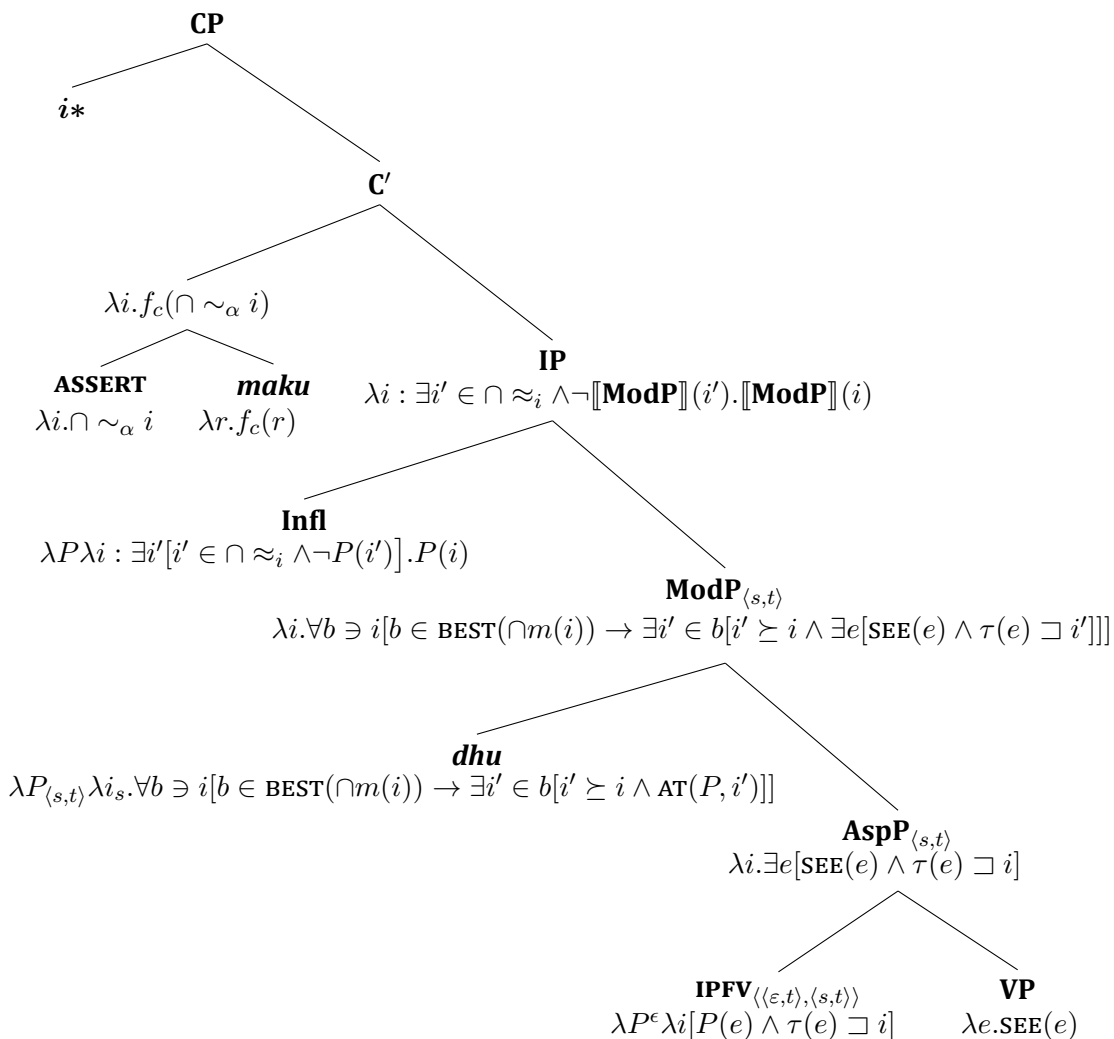 CP
i*
C′
λi.f_c(∩ ∼_α i)
IP
λi : ∃i′ ∈ ∩ ≈_i ∧¬⟦ModP⟧(i′).⟦ModP⟧(i)
ASSERT maku
λi.∩ ∼_α i λr.f_c(r)
Infl
λPλi : ∃i′[i′ ∈ ∩ ≈_i ∧¬P(i′)].P(i)
ModP_⟨s,t⟩
λi.∀b ∋ i[b ∈ BEST(∩m(i)) → ∃i′ ∈ b[i′ ⪰ i ∧ ∃e[SEE(e) ∧ τ(e) ⊐ i′]]]
dhu
λP_⟨s,t⟩λi_s.∀b ∋ i[b ∈ BEST(∩m(i)) → ∃i′ ∈ b[i′ ⪰ i ∧ AT(P, i′)]]
AspP_⟨s,t⟩
λi.∃e[SEE(e) ∧ τ(e) ⊐ i]
IPFV_⟨⟨ε,t⟩,⟨s,t⟩⟩ VP
λP^ϵλi[P(e) ∧ τ(e) ⊐ i] λe.SEE(e)